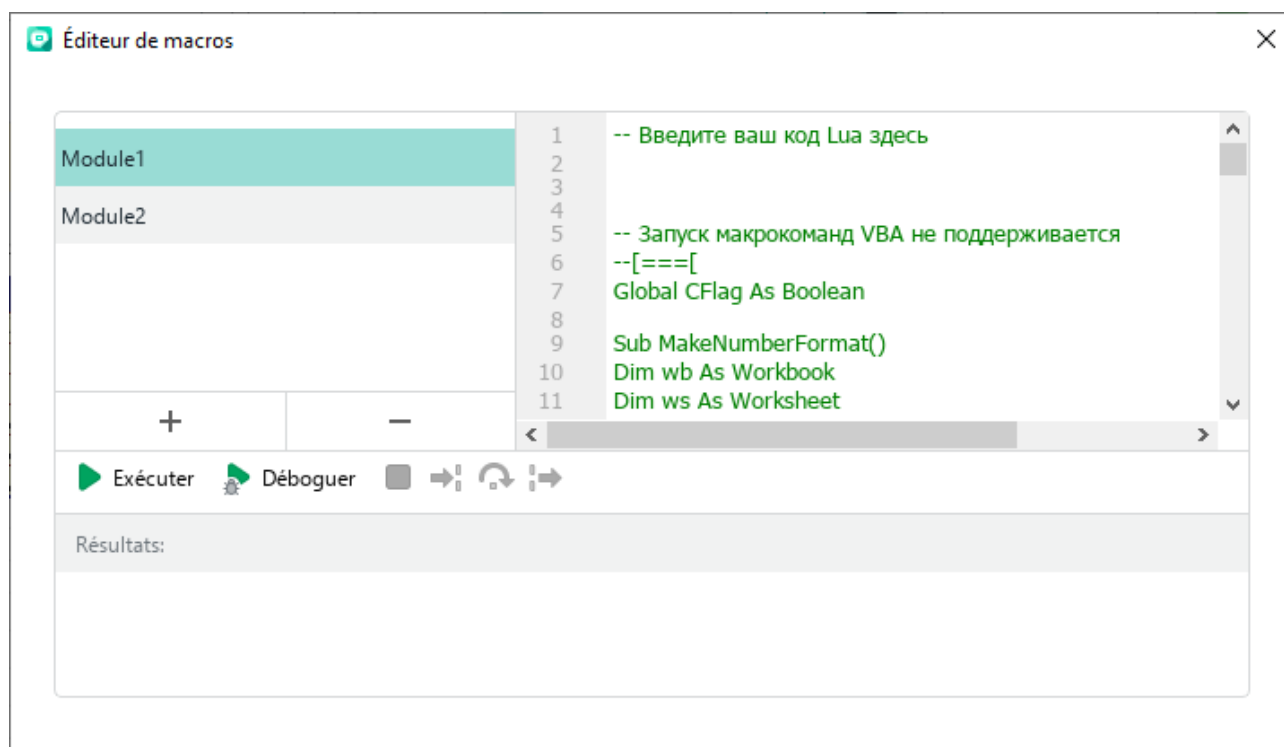 Éditeur de macros
Module1
Module2
+ −
1 -- Введите ваш код Lua здесь
2
3
4
5 -- Запуск макрокоманд VBA не поддерживается
6 --[===[
7 Global CFlag As Boolean
8
9 Sub MakeNumberFormat()
10 Dim wb As Workbook
11 Dim ws As Worksheet
Exécuter Déboguer
Résultats: